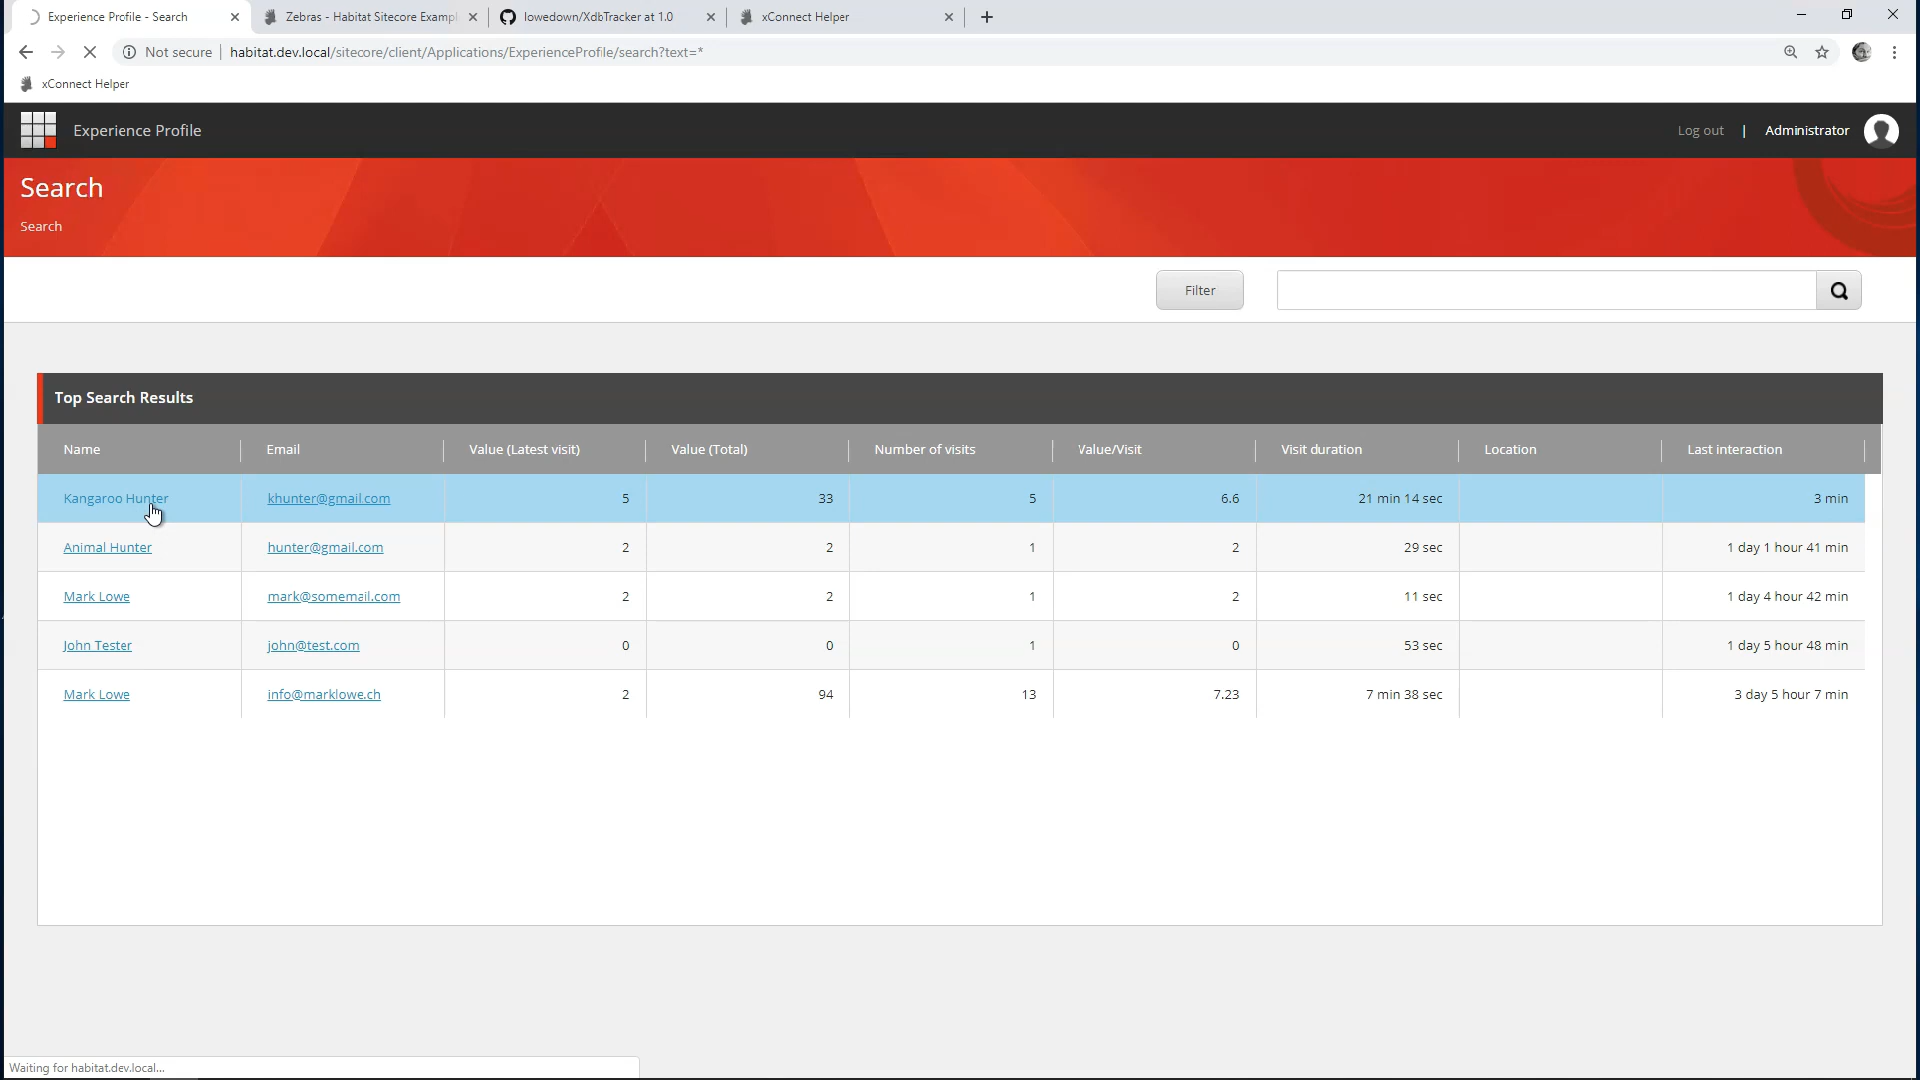 Experience Profile - Search
Zebras - Habitat Sitecore Exampl
lowedown/XdbTracker at 1.0
xConnect Helper
Not secure
habitat.dev.local/sitecore/client/Applications/ExperienceProfile/search?text=*
xConnect Helper
Experience Profile
Log out | Administrator
Search
Search
Filter
Top Search Results
Name Email Value (Latest visit) Value (Total) Number of visits Value/Visit Visit duration Location Last interaction
Kangaroo Hunter khunter@gmail.com 5 33 5 6.6 21 min 14 sec 3 min
Animal Hunter hunter@gmail.com 2 2 1 2 29 sec 1 day 1 hour 41 min
Mark Lowe mark@somemail.com 2 2 1 2 11 sec 1 day 4 hour 42 min
John Tester john@test.com 0 0 1 0 53 sec 1 day 5 hour 48 min
Mark Lowe info@marklowe.ch 2 94 13 7.23 7 min 38 sec 3 day 5 hour 7 min
Waiting for habitat.dev.local...